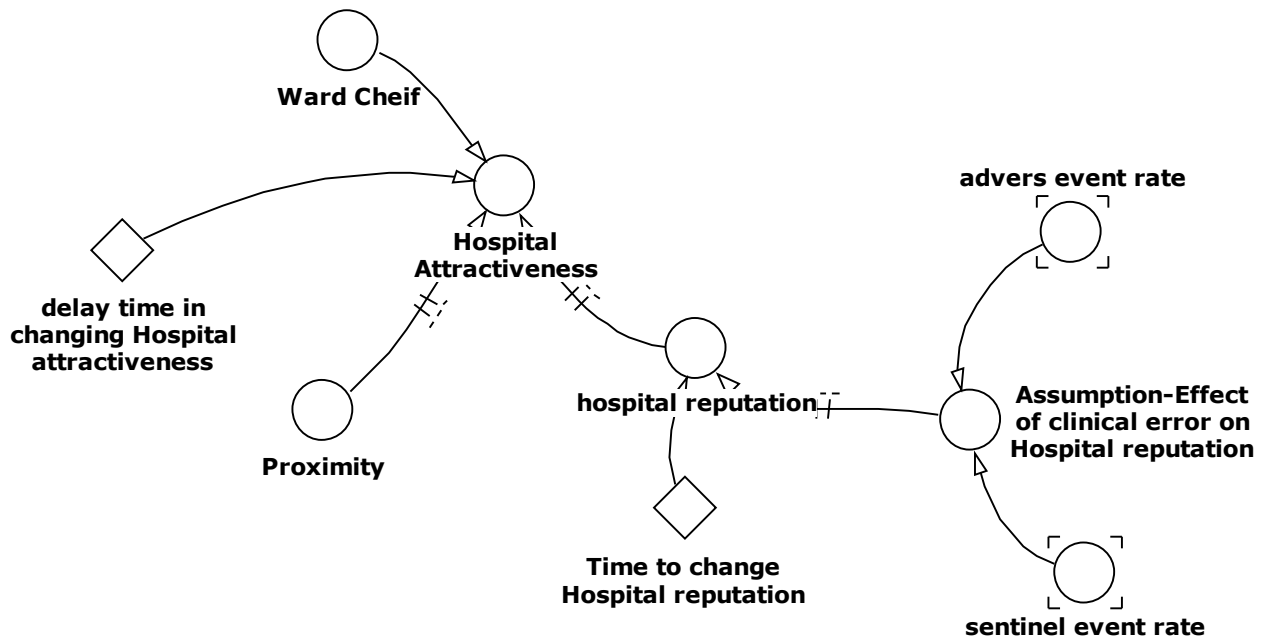 Ward Cheif
advers event rate
Hospital
Attractiveness
delay time in
changing Hospital
attractiveness
hospital reputation
Assumption-Effect
of clinical error on
Hospital reputation
Proximity
Time to change
Hospital reputation
sentinel event rate